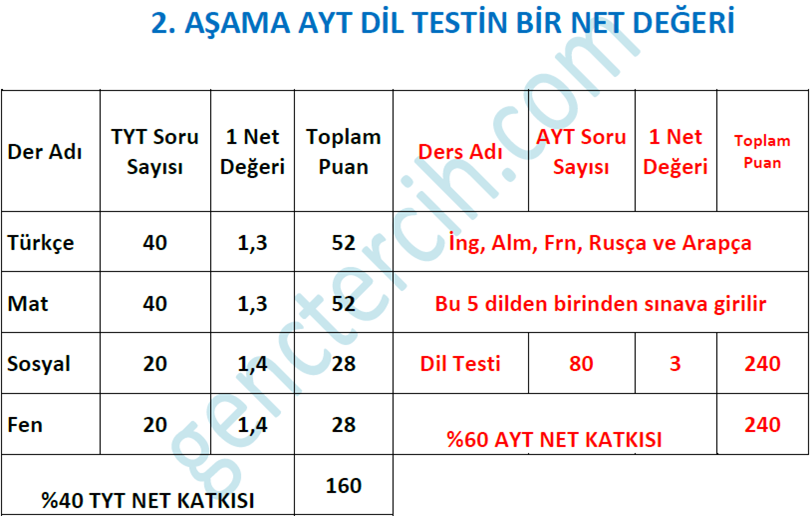 2. AŞAMA AYT DİL TESTİN BİR NET DEĞERİ
Der Adı
TYT Soru
Sayısı
1 Net
Değeri
Toplam
Puan
Ders Adı
AYT Soru
Sayısı
1 Net
Değeri
Toplam
Puan
Türkçe 40 1,3 52 İng, Alm, Frn, Rusça ve Arapça
Mat 40 1,3 52 Bu 5 dilden birinden sınava girilir
Sosyal 20 1,4 28 Dil Testi 80 3 240
Fen 20 1,4 28 %60 AYT NET KATKISI 240
%40 TYT NET KATKISI 160
genctercih.com